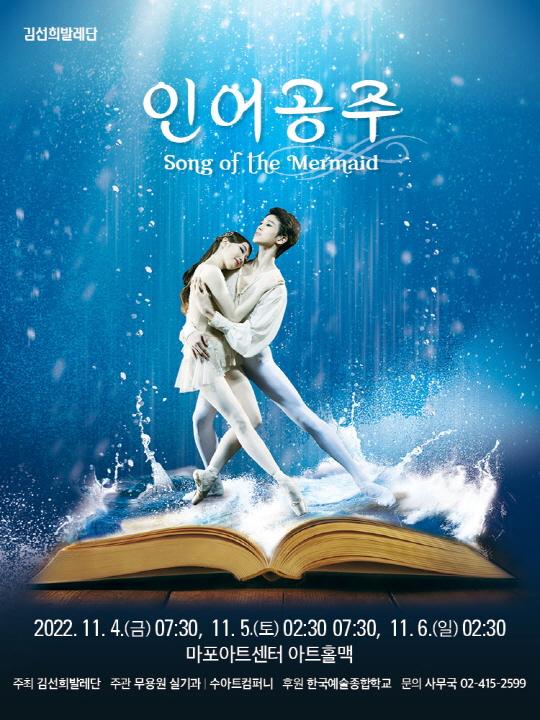 김선희발레단
인어공주
Song of the Mermaid
2022. 11. 4.(금) 07:30, 11. 5.(토) 02:30 07:30, 11. 6.(일) 02:30
마포아트센터 아트홀맥
주최 김선희발레단 주관 무용원 실기과 | 수아트컴퍼니 후원 한국예술종합학교 문의 사무국 02-415-2599